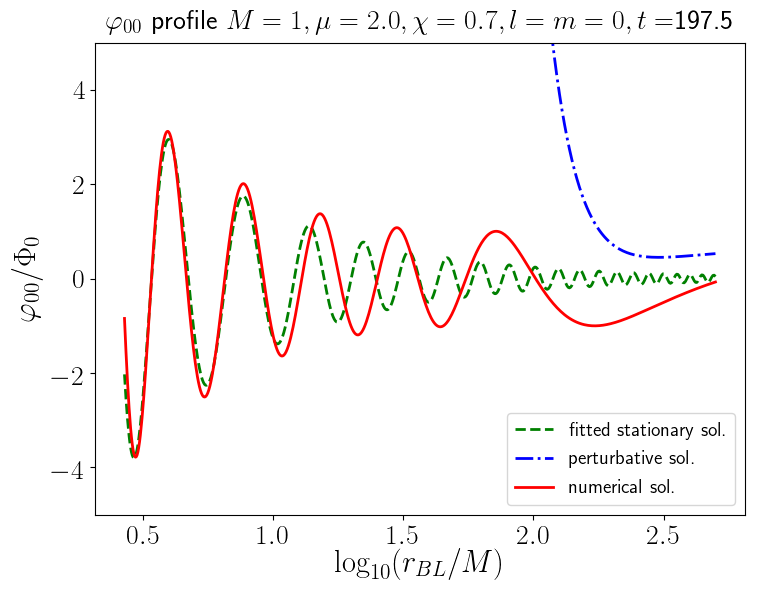 φ₀₀ profile M = 1, μ = 2.0, χ = 0.7, l = m = 0, t =197.5
φ₀₀/Φ₀
4
2
0
−2
−4
fitted stationary sol.
perturbative sol.
numerical sol.
0.5 1.0 1.5 2.0 2.5
log₁₀(r_BL/M)